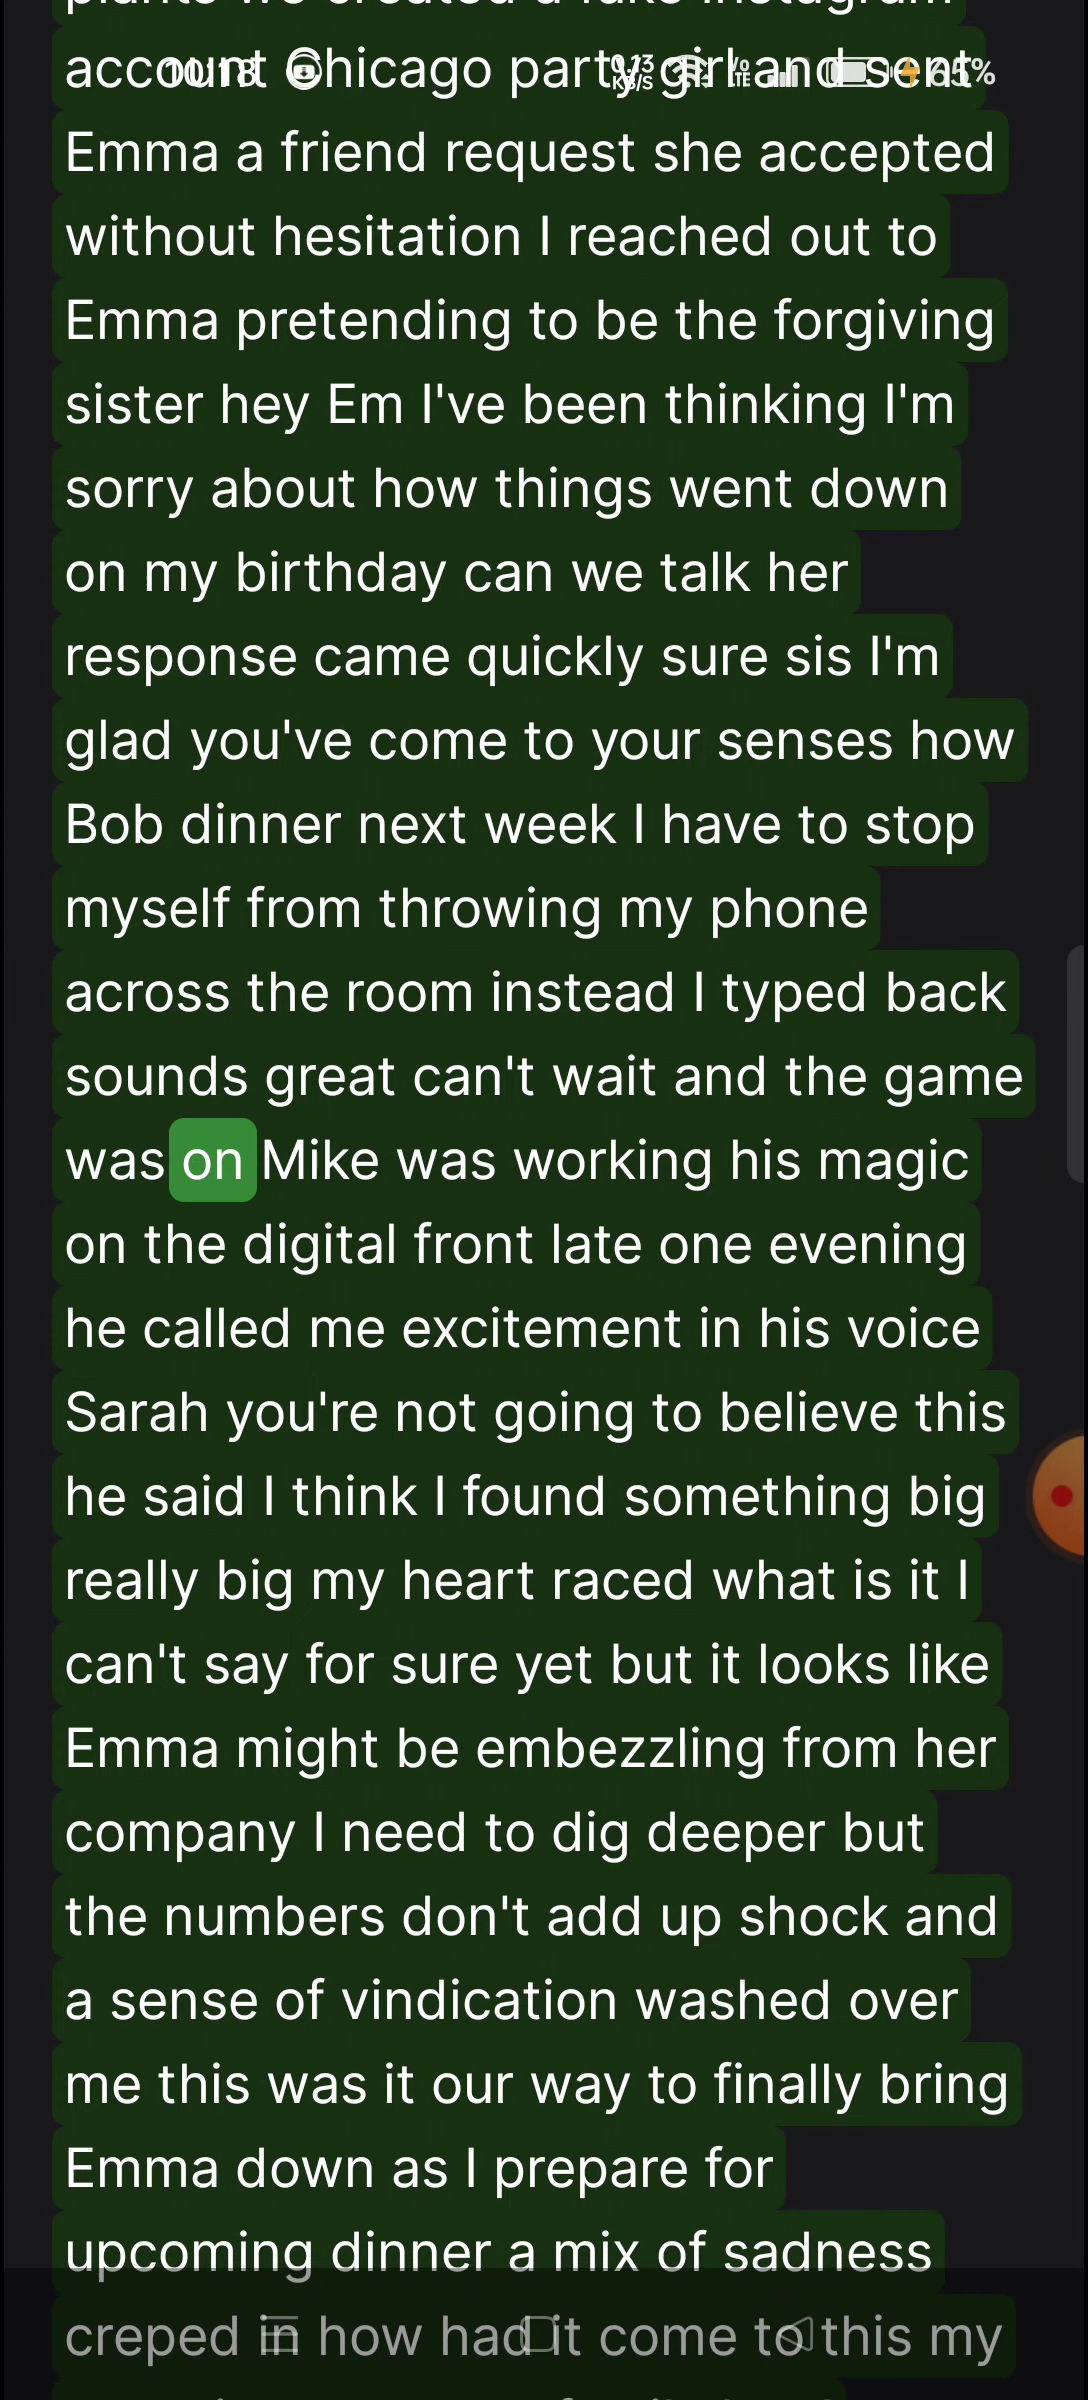 plants we created a fake instagram
account Chicago party girl and sent
Emma a friend request she accepted
without hesitation I reached out to
Emma pretending to be the forgiving
sister hey Em I've been thinking I'm
sorry about how things went down
on my birthday can we talk her
response came quickly sure sis I'm
glad you've come to your senses how
Bob dinner next week I have to stop
myself from throwing my phone
across the room instead I typed back
sounds great can't wait and the game
was on Mike was working his magic
on the digital front late one evening
he called me excitement in his voice
Sarah you're not going to believe this
he said I think I found something big
really big my heart raced what is it I
can't say for sure yet but it looks like
Emma might be embezzling from her
company I need to dig deeper but
the numbers don't add up shock and
a sense of vindication washed over
me this was it our way to finally bring
Emma down as I prepare for
upcoming dinner a mix of sadness
creped in how had it come to this my